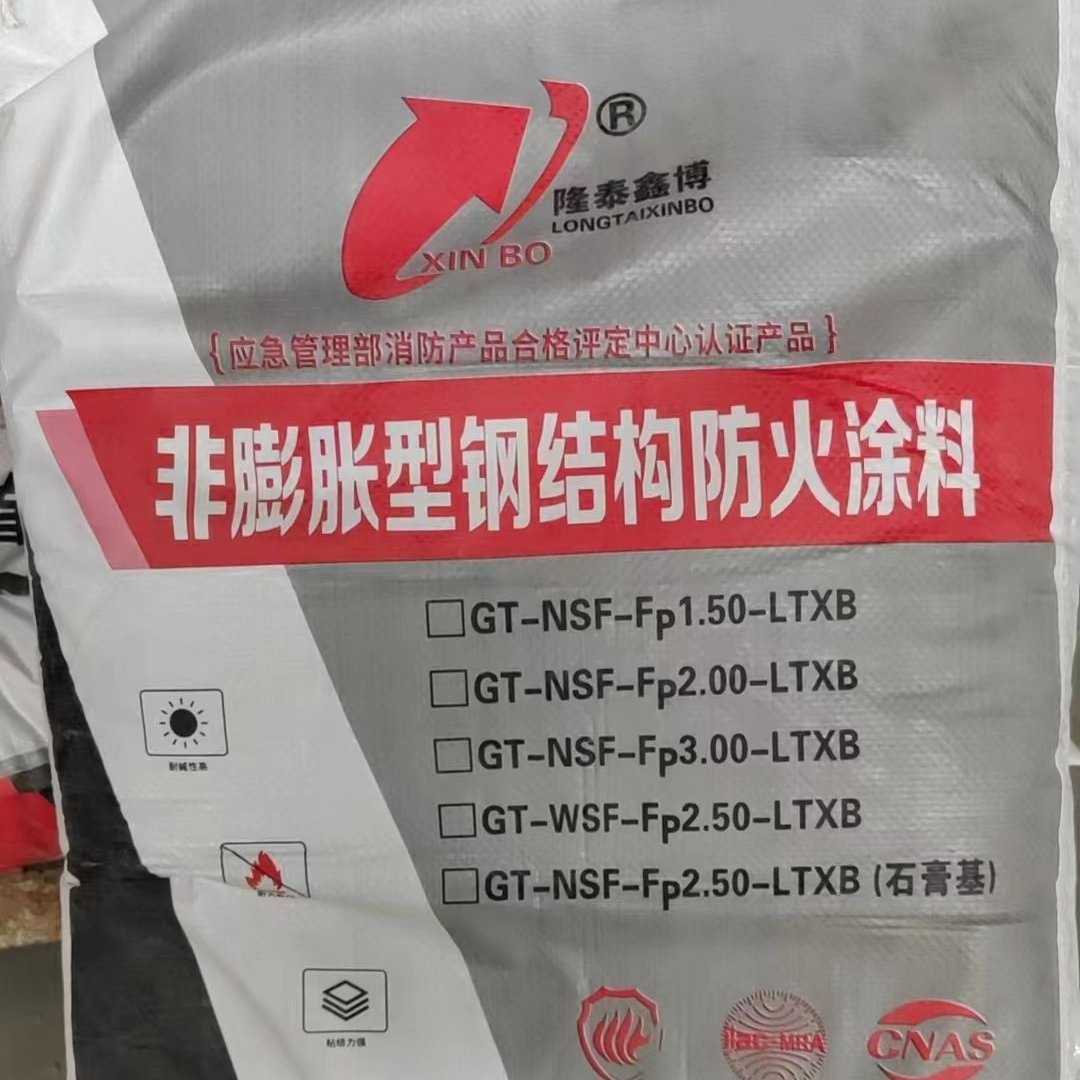 ®
隆泰鑫博
LONGTAIXINBO
XIN BO
{应急管理部消防产品合格评定中心认证产品}
非膨胀型钢结构防火涂料
□GT-NSF-Fp1.50-LTXB
□GT-NSF-Fp2.00-LTXB
□GT-NSF-Fp3.00-LTXB
□GT-WSF-Fp2.50-LTXB
□GT-NSF-Fp2.50-LTXB (石膏基)
耐碱性高
粘结力强
ilac-MRA
CNAS